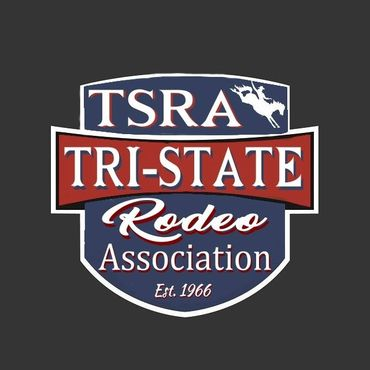 TSRA
TRI-STATE
Rodeo
Association
Est. 1966